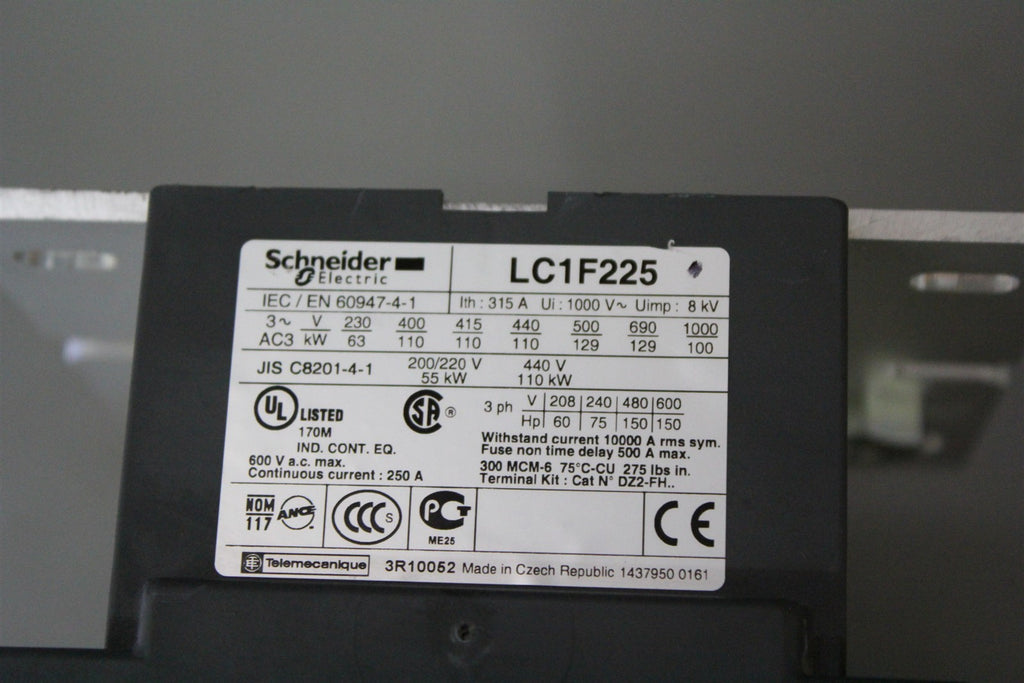 Schneider Electric
LC1F225
IEC / EN 60947-4-1
Ith : 315 A Ui : 1000 V~ Uimp : 8 kV
3~ V 230 400 415 440 500 690 1000
AC3 kW 63 110 110 110 129 129 100
JIS C8201-4-1 200/220 V 440 V
55 kW 110 kW
UL LISTED
170M
IND. CONT. EQ.
600 V a.c. max.
Continuous current : 250 A
SA ®
3 ph V 208 240 480 600
Hp 60 75 150 150
Withstand current 10000 A rms sym.
Fuse non time delay 500 A max.
300 MCM-6 75°C-CU 275 lbs in.
Terminal Kit : Cat N° DZ2-FH..
NOM
117
ANCE
CCC S
PCT
ME25
CE
Telemecanique 3R10052 Made in Czech Republic 1437950 0161